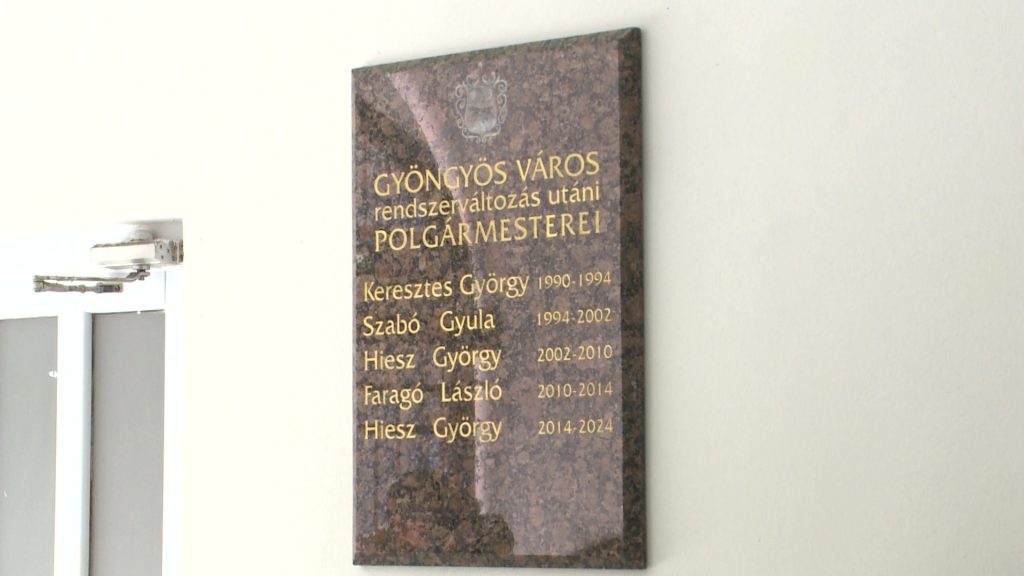 GYÖNGYÖS VÁROS
rendszerváltozás utáni
POLGÁRMESTEREI
Keresztes György 1990-1994
Szabó Gyula 1994-2002
Hiesz György 2002-2010
Faragó László 2010-2014
Hiesz György 2014-2024